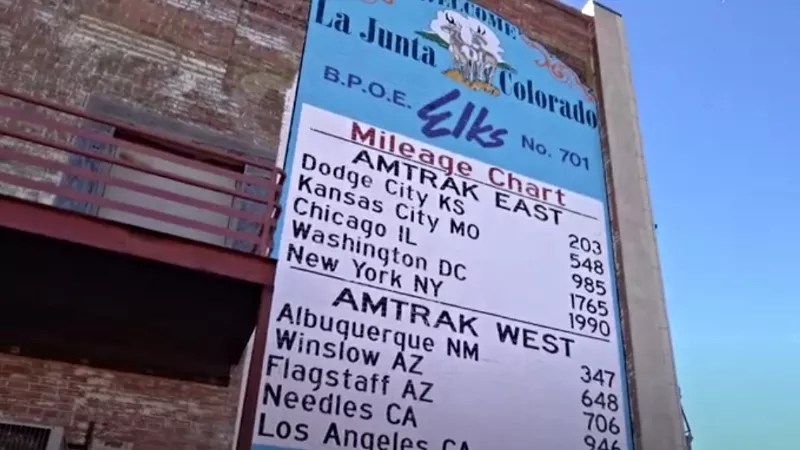 WELCOME
La Junta
Colorado
B.P.O.E. Elks No. 701
Mileage Chart
AMTRAK EAST
Dodge City KS 203
Kansas City MO 548
Chicago IL 985
Washington DC 1765
New York NY 1990
AMTRAK WEST
Albuquerque NM 347
Winslow AZ 648
Flagstaff AZ 706
Needles CA 946
Los Angeles CA